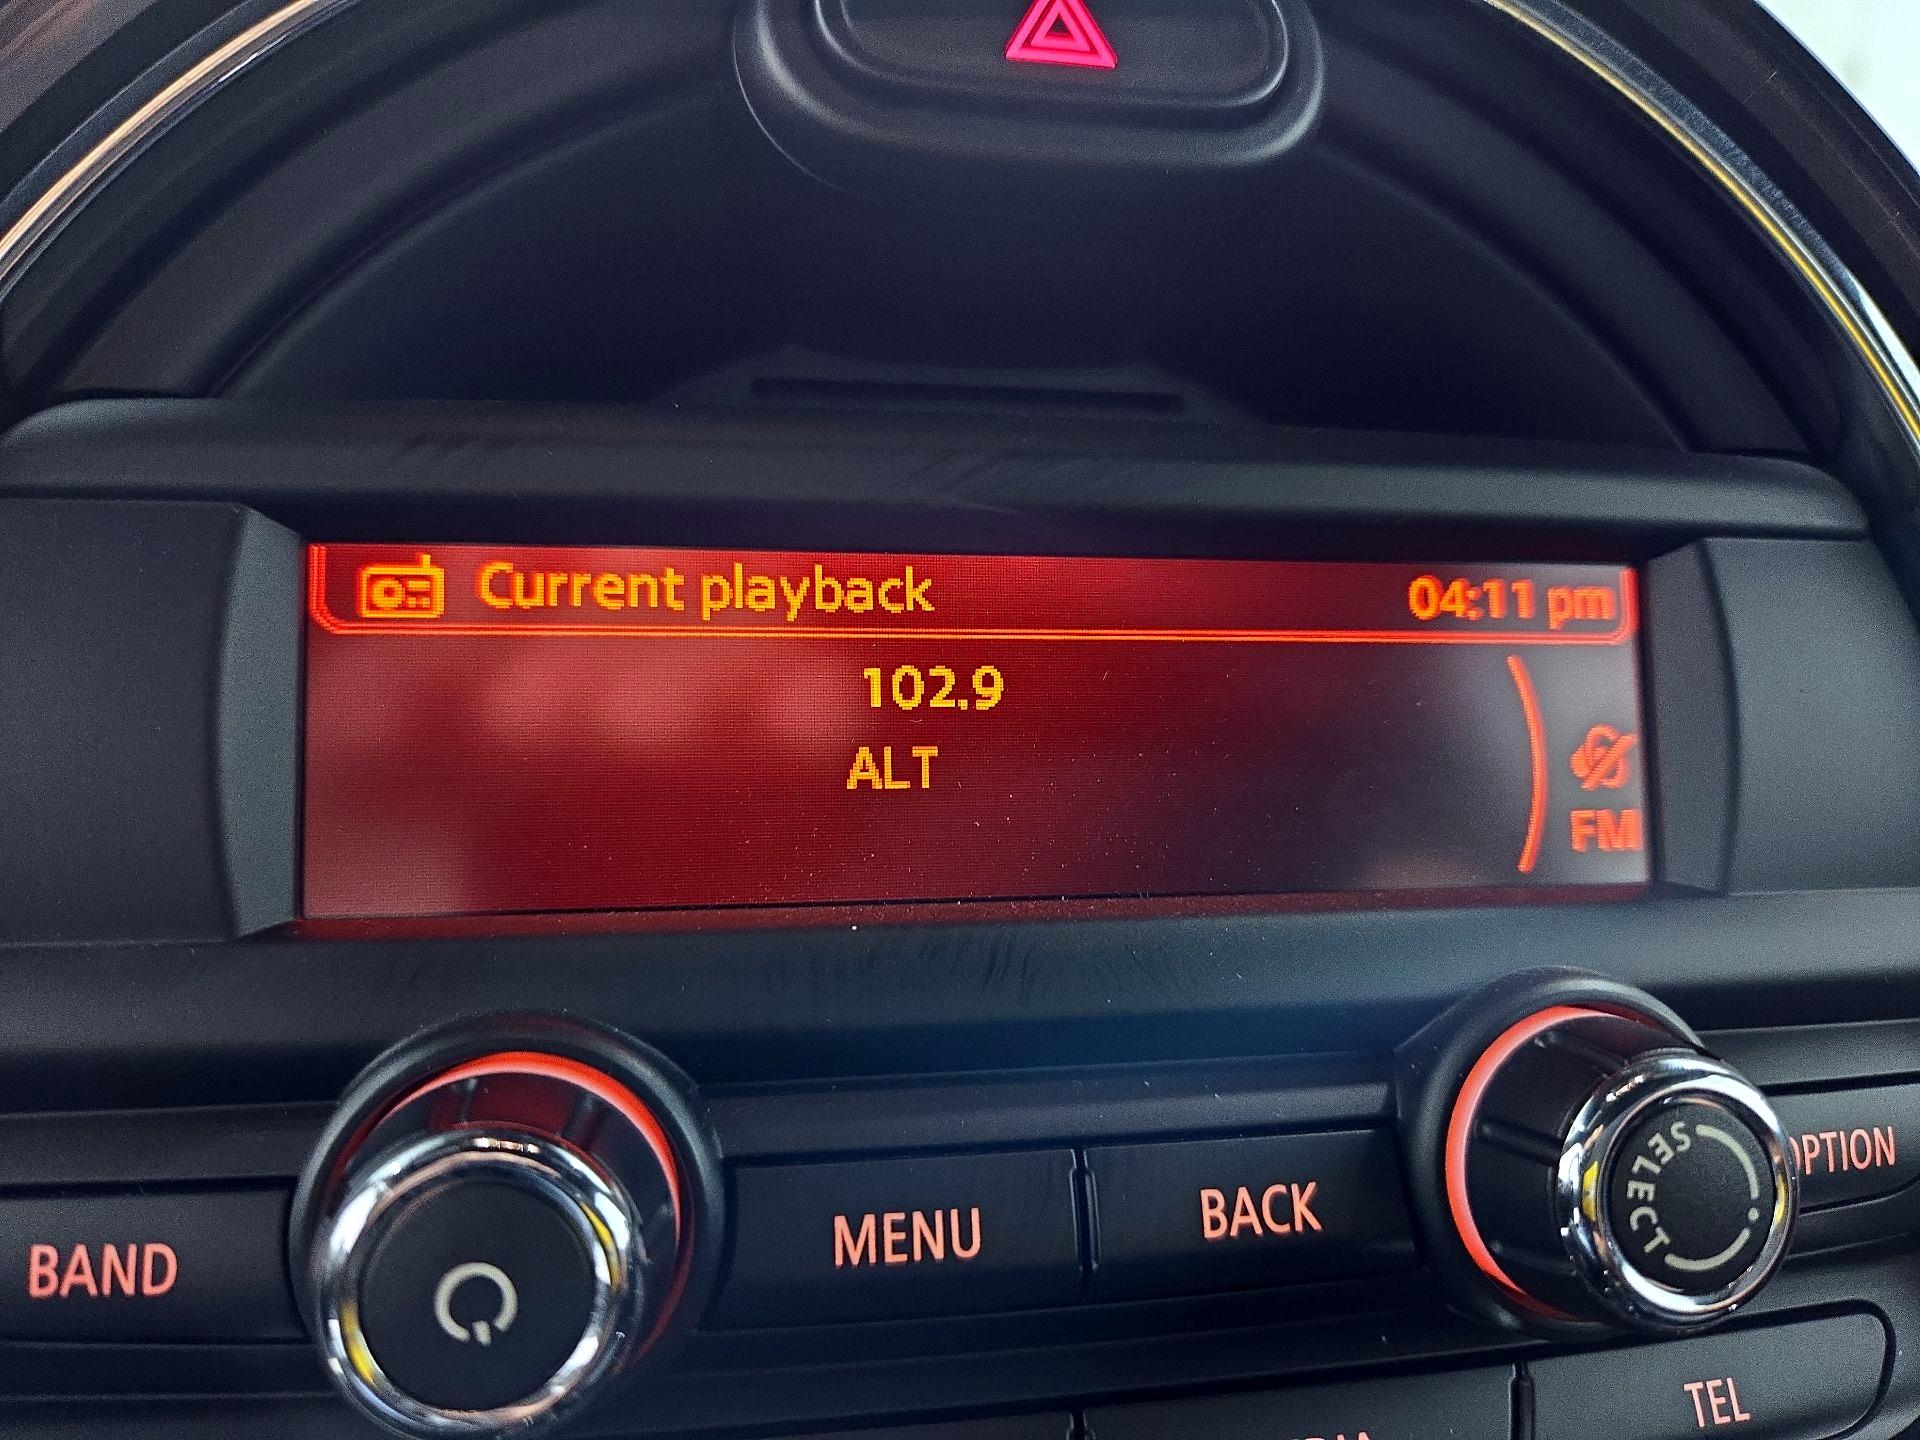 Current playback 04:11 pm
102.9
ALT
FM
BAND
MENU
BACK
SELECT
OPTION
TEL